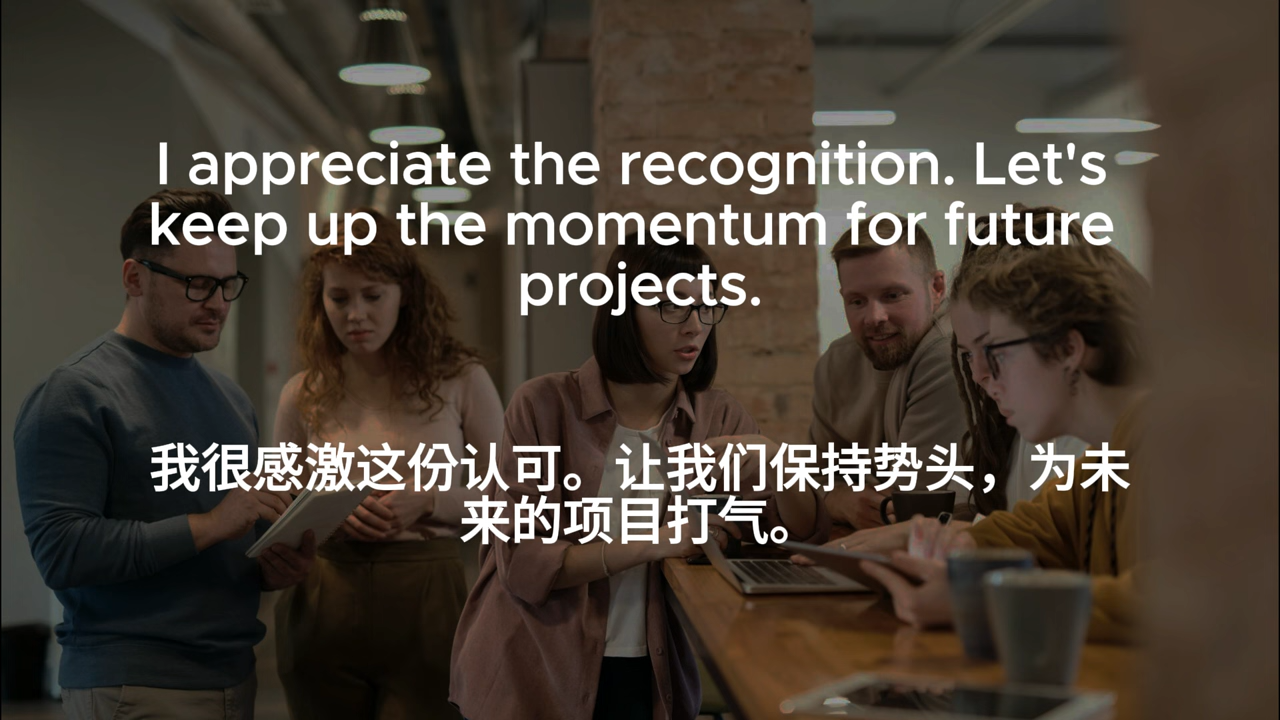 I appreciate the recognition. Let's
keep up the momentum for future
projects.
我很感激这份认可。让我们保持势头，为未
来的项目打气。